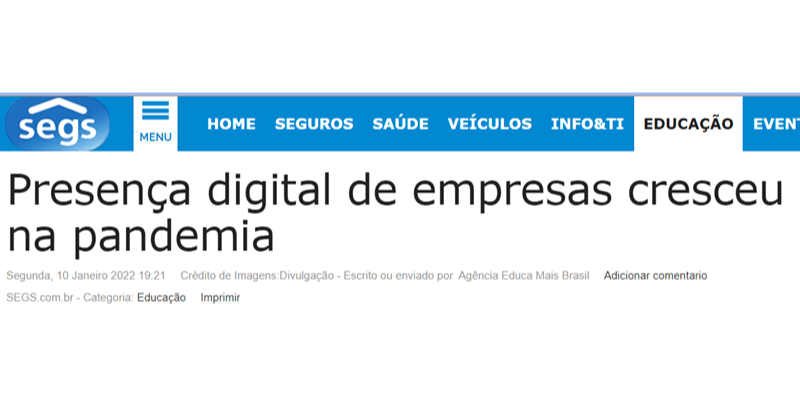 segs
MENU
HOME SEGUROS SAÚDE VEÍCULOS INFO&TI EDUCAÇÃO EVENT
Presença digital de empresas cresceu
na pandemia
Segunda, 10 Janeiro 2022 19:21 Crédito de Imagens:Divulgação - Escrito ou enviado por Agência Educa Mais Brasil Adicionar comentario
SEGS.com.br - Categoria: Educação Imprimir